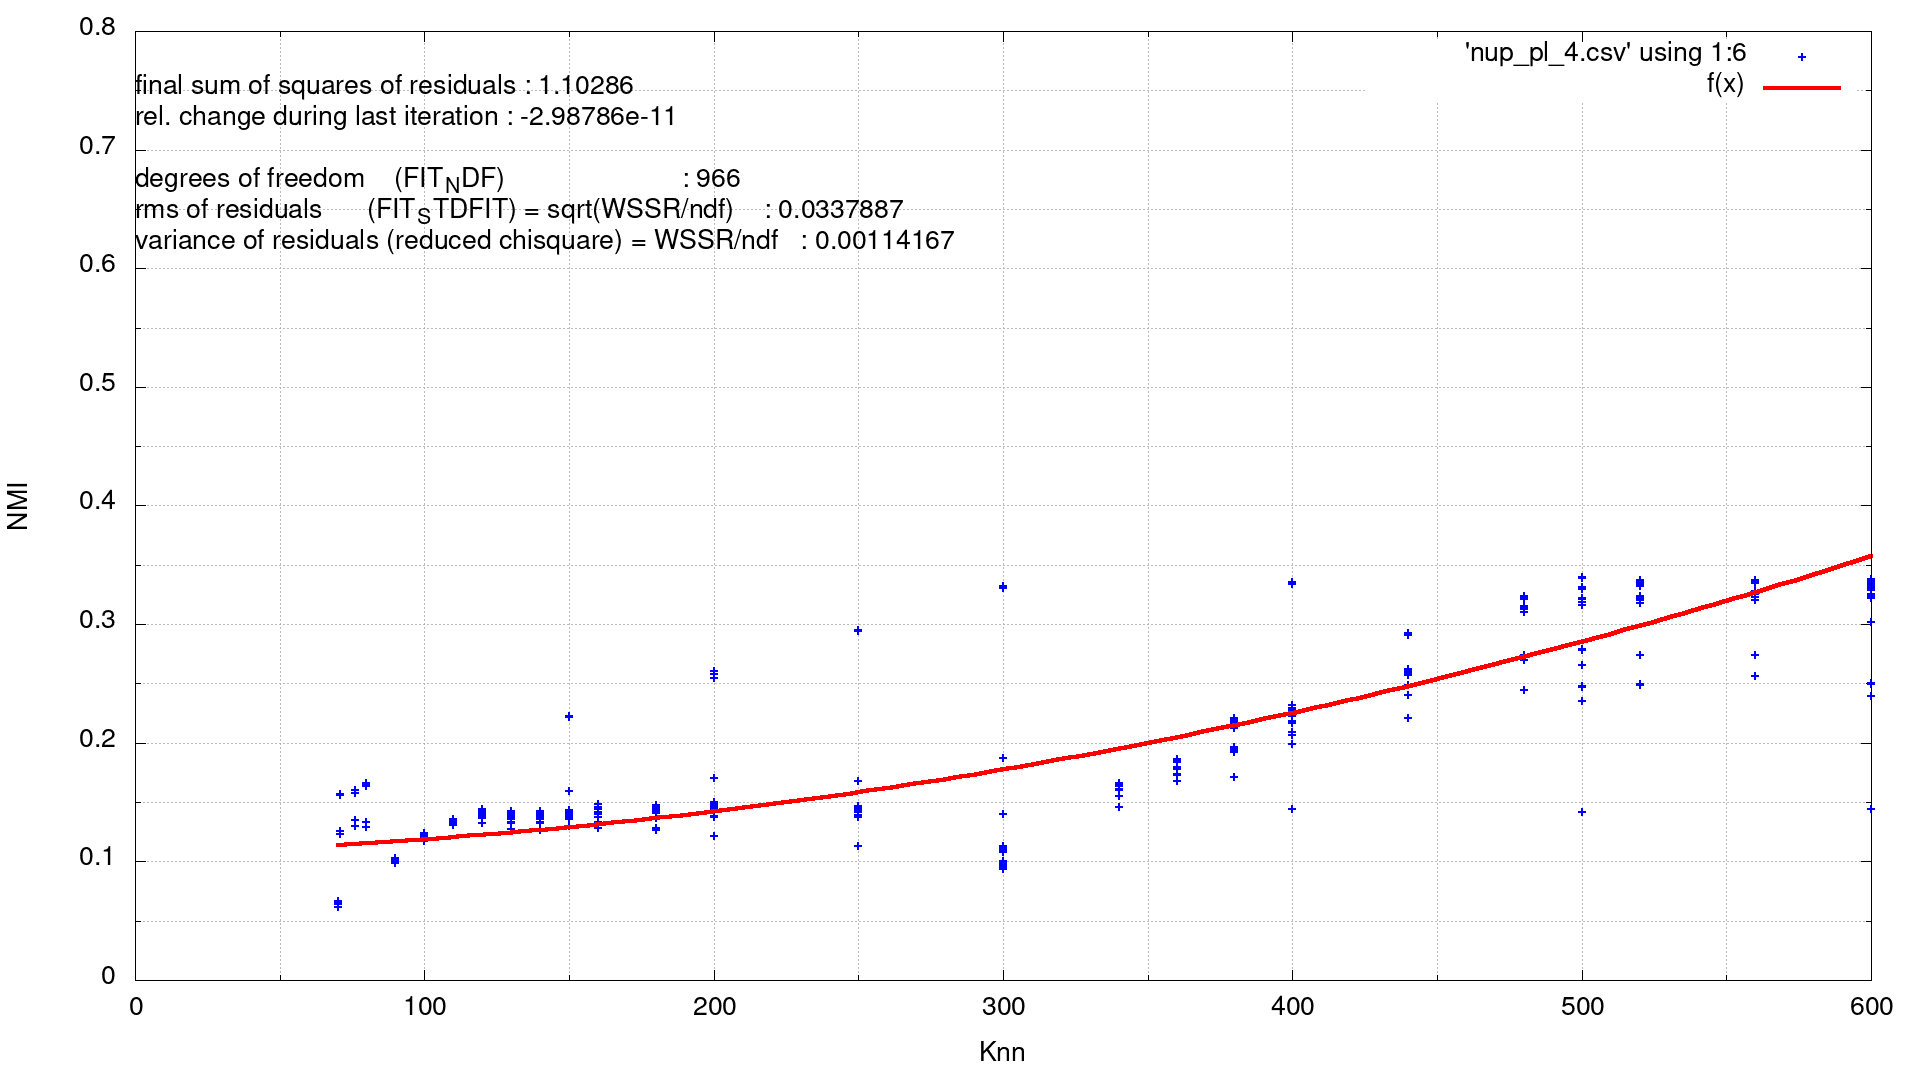 0.8
'nup_pl_4.csv' using 1:6
f(x)
final sum of squares of residuals : 1.10286
rel. change during last iteration : -2.98786e-11
0.7
degrees of freedom (FIT_NDF) : 966
rms of residuals (FIT_STDFIT) = sqrt(WSSR/ndf) : 0.0337887
variance of residuals (reduced chisquare) = WSSR/ndf : 0.00114167
0.6
0.5
0.4
NMI
0.3
0.2
0.1
0
0 100 200 300 400 500 600
Knn